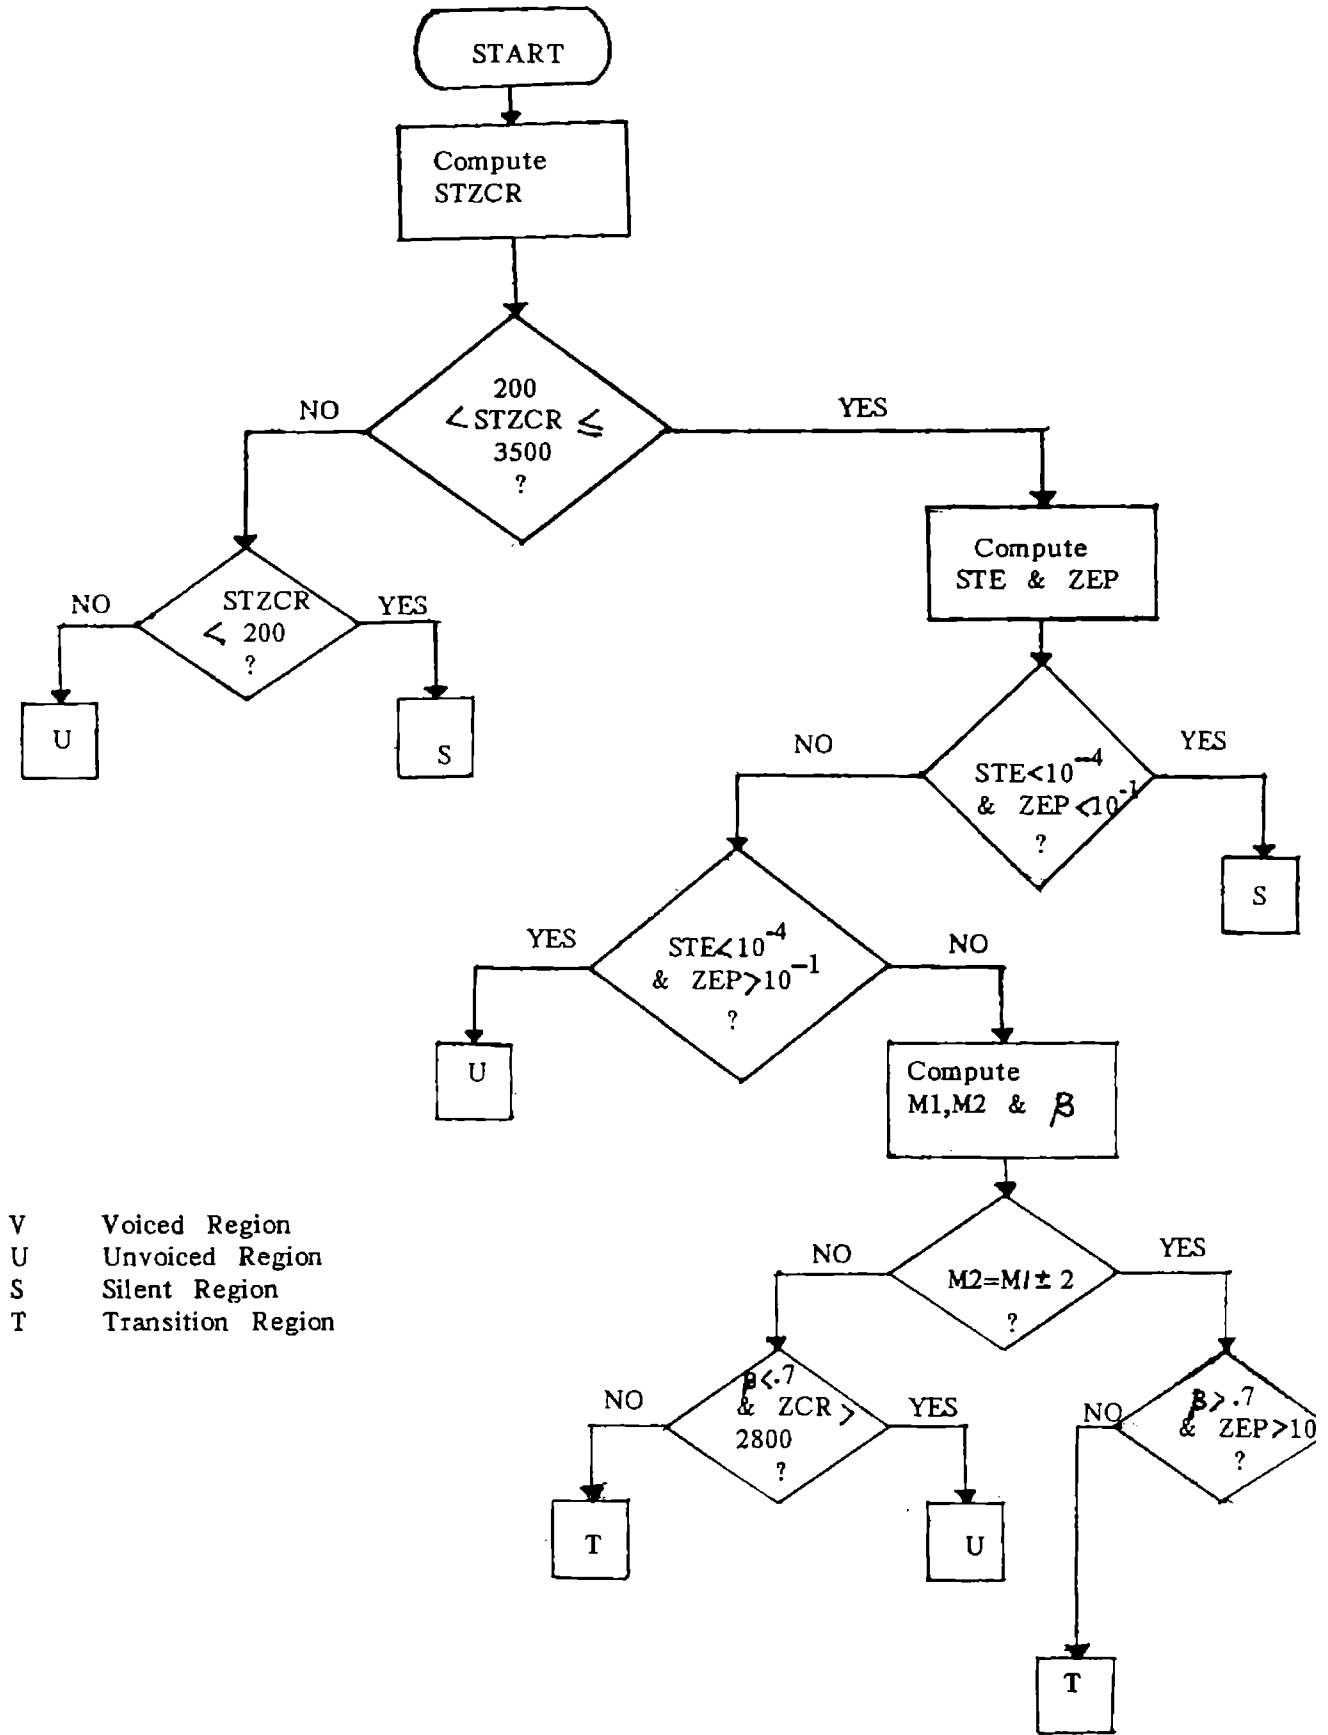 START
Compute
STZCR
200
< STZCR ≤
3500
?
NO
YES
STZCR
< 200
?
NO
YES
U
S
Compute
STE & ZEP
STE<10⁻⁴
& ZEP<10⁻¹
?
NO
YES
S
STE<10⁻⁴
& ZEP>10⁻¹
?
YES
NO
U
Compute
M1,M2 & β
M2=M1± 2
?
NO
YES
β<.7
& ZCR >
2800
?
NO
YES
T
U
β>.7
& ZEP>10
?
NO
T
V Voiced Region
U Unvoiced Region
S Silent Region
T Transition Region